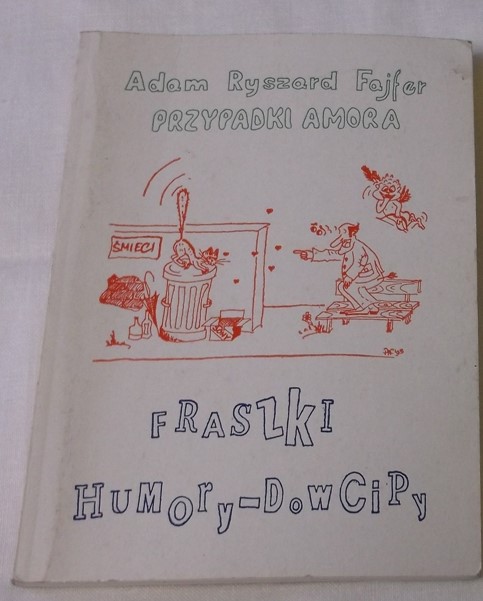 Adam Ryszard Fajfer
PRZYPADKI AMORA
ŚMIECI
FRASZKI
HUMORy-DOWCiPy